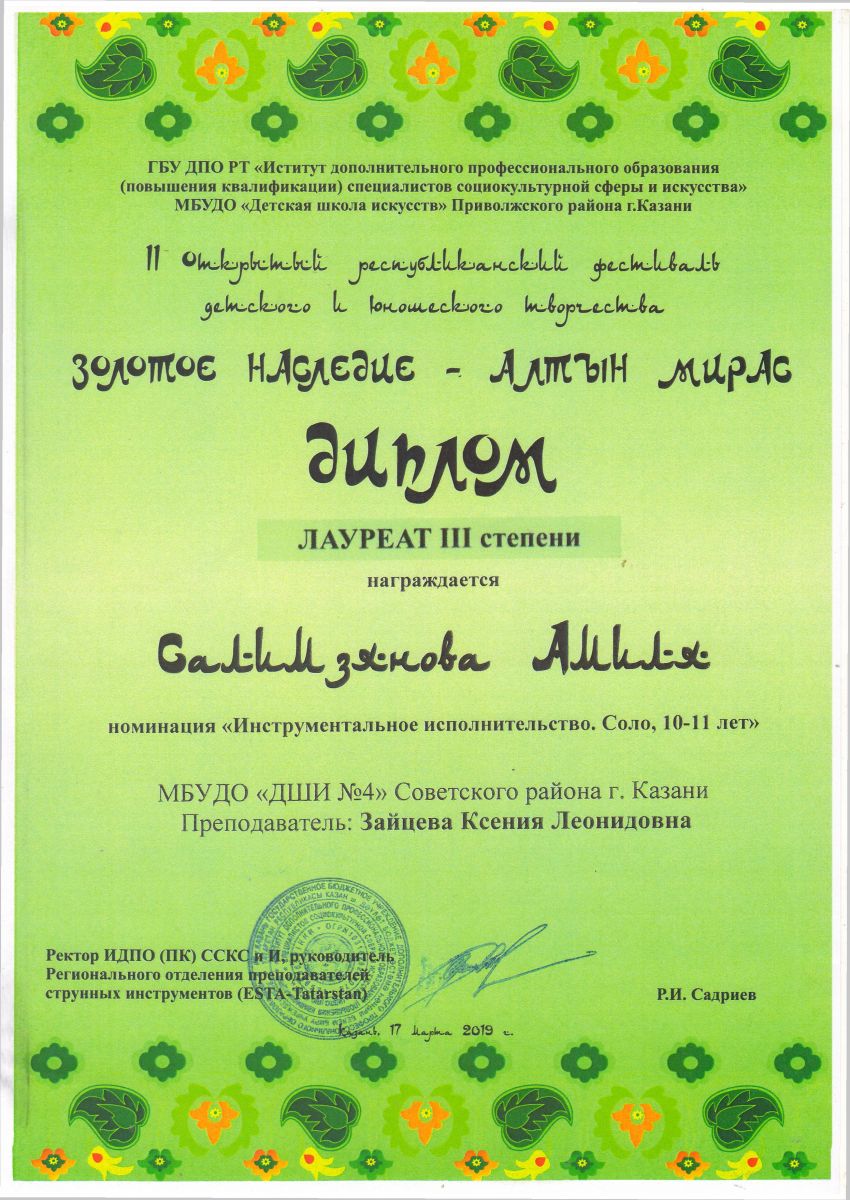 ГБУ ДПО РТ «Иститут дополнительного профессионального образования
(повышения квалификации) специалистов социокультурной сферы и искусства»
МБУДО «Детская школа искусств» Приволжского района г.Казани
II Открытый республиканский фестиваль
детского и юношеского творчества
ЗОЛОТОЕ НАСЛЕДИЕ - АЛТЪЫН МИРАС
ДИПЛОМ
ЛАУРЕАТ III степени
награждается
Салимзянова Амиля
номинация «Инструментальное исполнительство. Соло, 10-11 лет»
МБУДО «ДШИ №4» Советского района г. Казани
Преподаватель: Зайцева Ксения Леонидовна
Ректор ИДПО (ПК) ССКС и И, руководитель
Регионального отделения преподавателей
струнных инструментов (ESTA-Tatarstan)
Р.И. Садриев
Казань, 17 марта 2019 г.